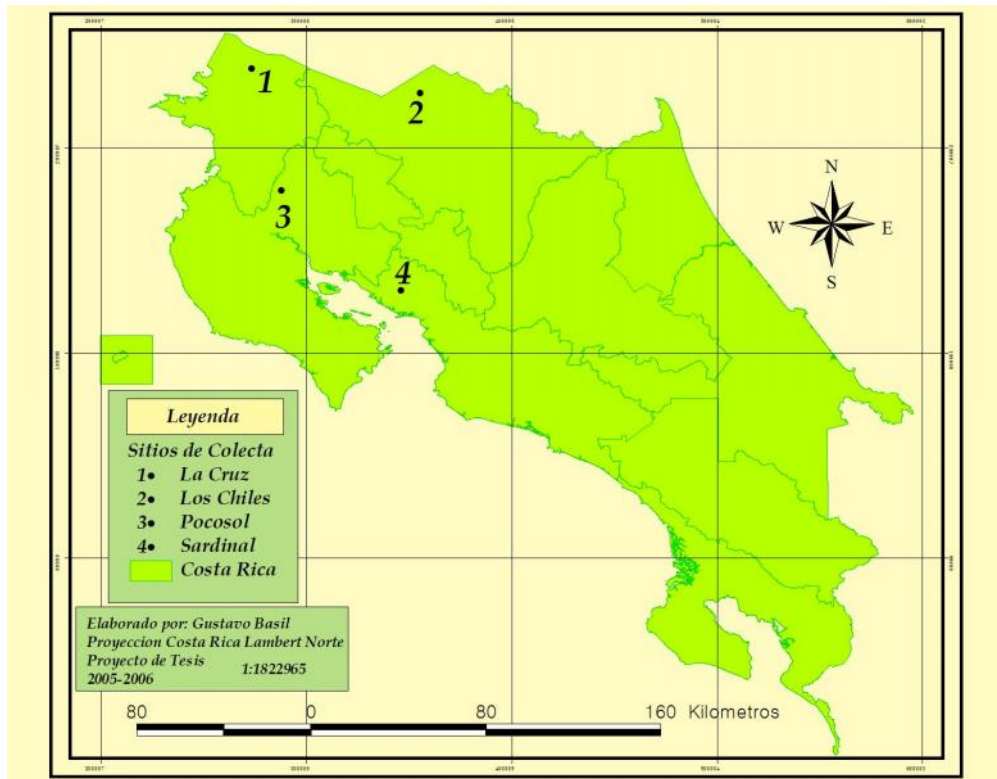 1
2
3
4
N
W
E
S
Leyenda
Sitios de Colecta
1• La Cruz
2• Los Chiles
3• Pocosol
4• Sardinal
Costa Rica
Elaborado por: Gustavo Basil
Proyeccion Costa Rica Lambert Norte
Proyecto de Tesis
1:1822965
2005-2006
80 0 80 160 Kilometros